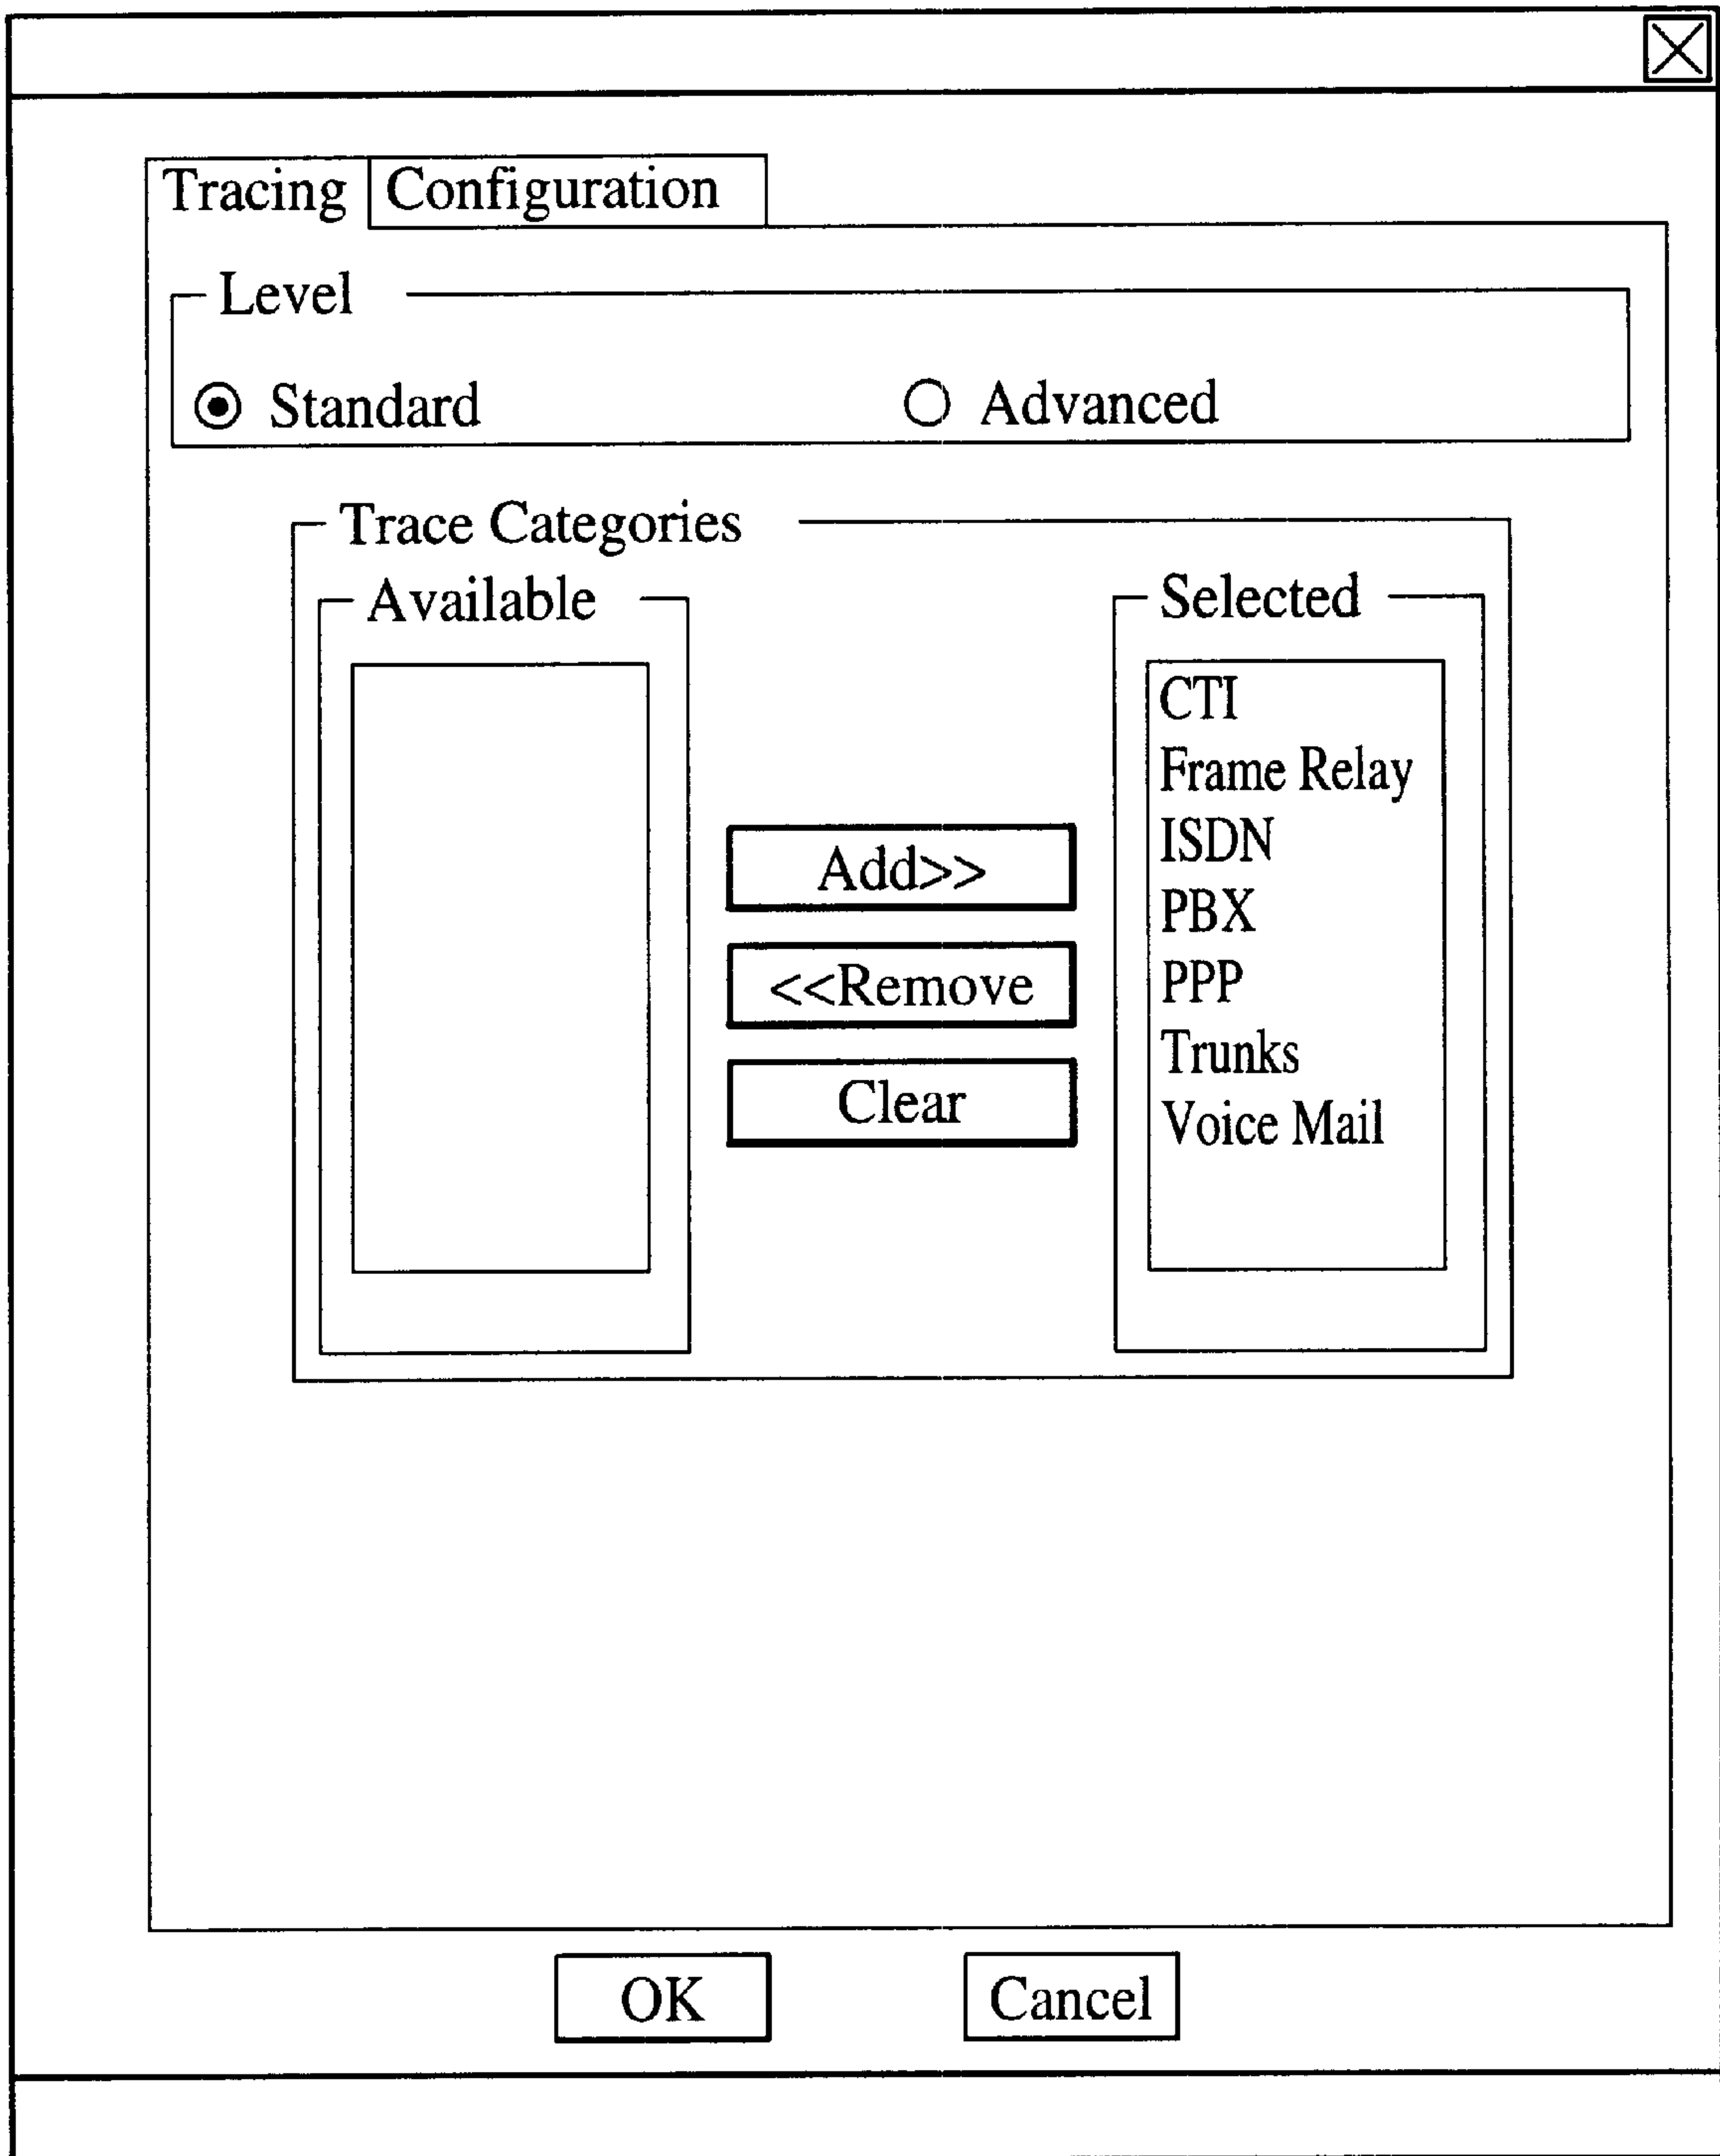 Tracing Configuration
Level
Standard Advanced
Trace Categories
Available
Selected
Add>>
<<Remove
Clear
CTI
Frame Relay
ISDN
PBX
PPP
Trunks
Voice Mail
OK Cancel